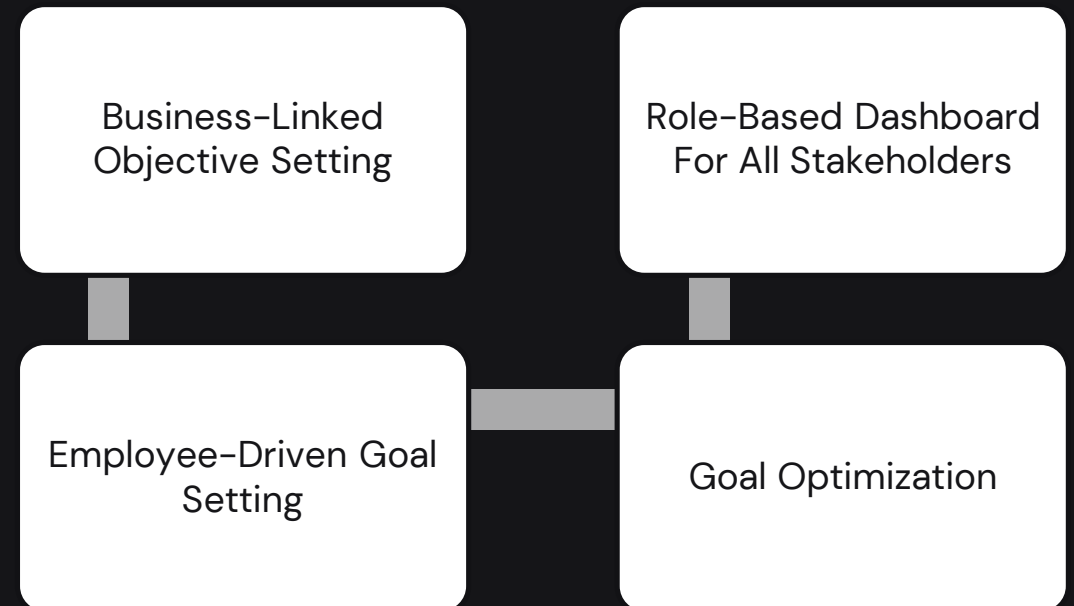 Business-Linked
Objective Setting
Role-Based Dashboard
For All Stakeholders
Employee-Driven Goal
Setting
Goal Optimization